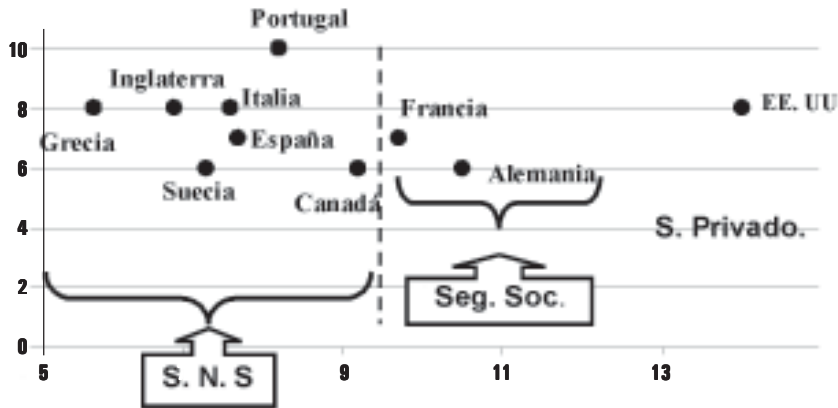 Portugal
10
Inglaterra
8
Italia
Francia
EE. UU
Grecia
España
6
Suecia
Canadá
Alemania
4
S. Privado.
2
Seg. Soc.
0
5
9
11
13
S. N. S